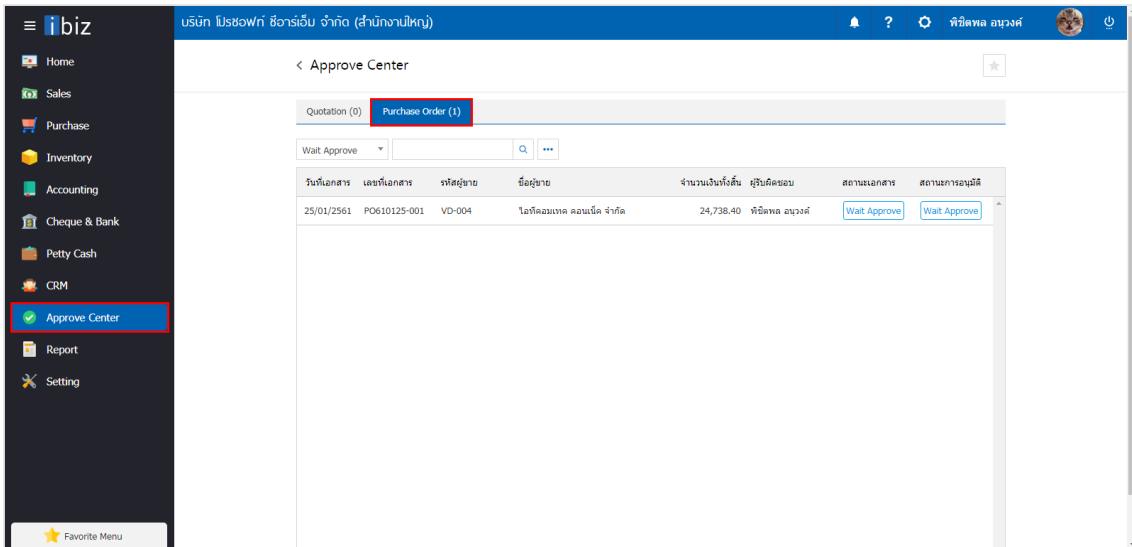 ibiz
บริษัท โปรซอฟท์ ซีอาร์เอ็ม จำกัด (สำนักงานใหญ่)
? พิชิตพล อนุวงศ์
Home
Sales
Purchase
Inventory
Accounting
Cheque & Bank
Petty Cash
CRM
Approve Center
Report
Setting
Favorite Menu
< Approve Center
Quotation (0) Purchase Order (1)
Wait Approve
วันที่เอกสาร เลขที่เอกสาร รหัสผู้ขาย ชื่อผู้ขาย จำนวนเงินทั้งสิ้น ผู้รับผิดชอบ สถานะเอกสาร สถานะการอนุมัติ
25/01/2561 PO610125-001 VD-004 ไอทีคอมเทค คอนเน็ค จำกัด 24,738.40 พิชิตพล อนุวงศ์ Wait Approve Wait Approve